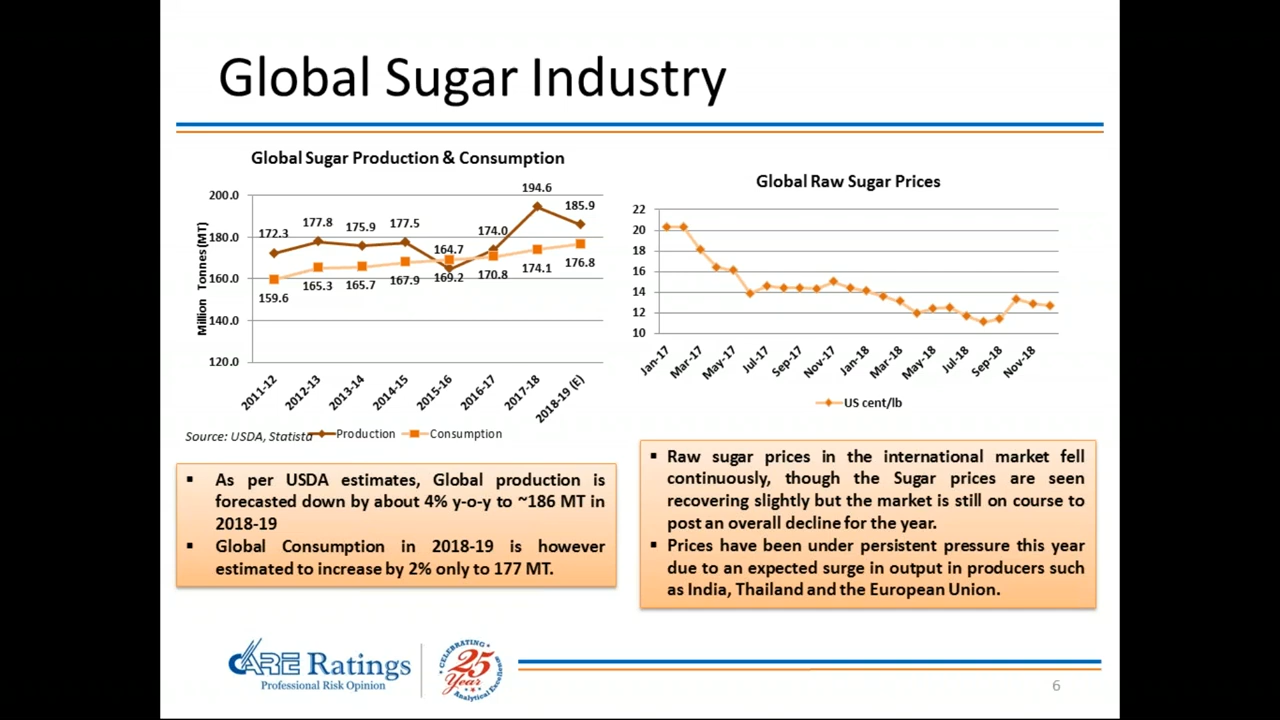 Global Sugar Industry
Global Sugar Production & Consumption
200.0
180.0
160.0
140.0
120.0
Million Tonnes(MT)
172.3
177.8
175.9
177.5
164.7
174.0
194.6
185.9
159.6
165.3
165.7
167.9
169.2
170.8
174.1
176.8
2011-12
2012-13
2013-14
2014-15
2015-16
2016-17
2017-18
2018-19 (E)
Source: USDA, Statista
Production
Consumption
Global Raw Sugar Prices
22
20
18
16
14
12
10
Jan-17
Mar-17
May-17
Jul-17
Sep-17
Nov-17
Jan-18
Mar-18
May-18
Jul-18
Sep-18
Nov-18
US cent/lb
▪ As per USDA estimates, Global production is
forecasted down by about 4% y-o-y to ~186 MT in
2018-19
▪ Global Consumption in 2018-19 is however
estimated to increase by 2% only to 177 MT.
▪ Raw sugar prices in the international market fell
continuously, though the Sugar prices are seen
recovering slightly but the market is still on course to
post an overall decline for the year.
▪ Prices have been under persistent pressure this year
due to an expected surge in output in producers such
as India, Thailand and the European Union.
CARE Ratings
Professional Risk Opinion
CELEBRATING
25
Year
Analytical Excellence
6